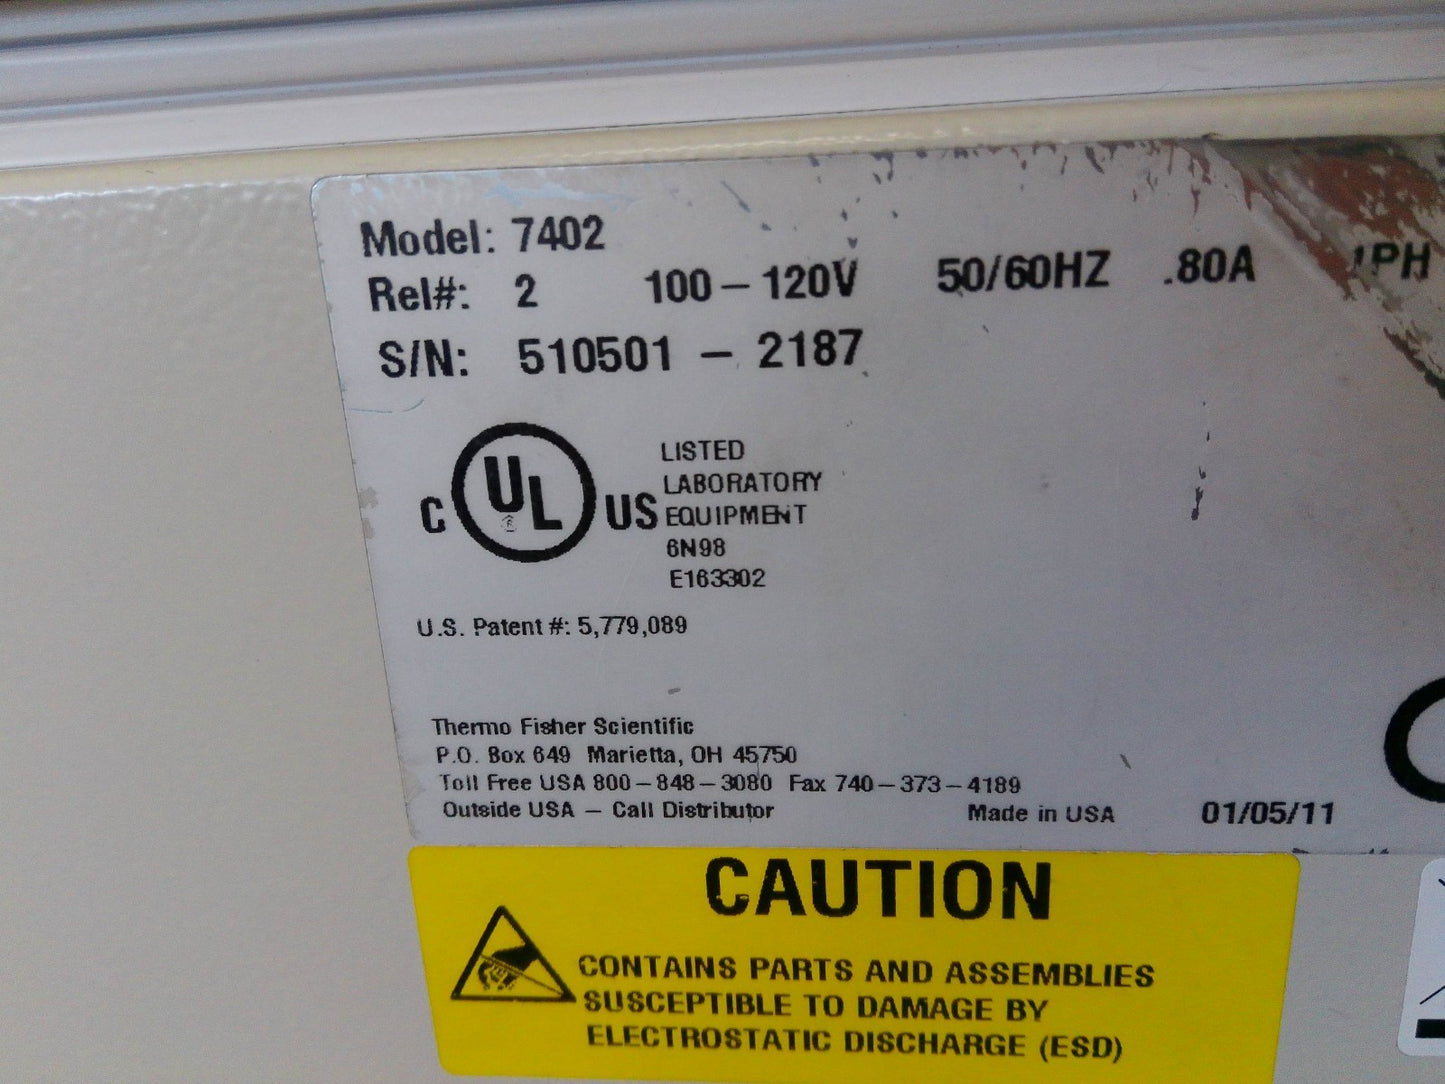 Model: 7402
Rel#: 2 100-120V 50/60HZ .80A 1PH
S/N: 510501 - 2187
C UL US
LISTED
LABORATORY
EQUIPMENT
6N98
E163302
U.S. Patent #: 5,779,089
Thermo Fisher Scientific
P.O. Box 649 Marietta, OH 45750
Toll Free USA 800-848-3080 Fax 740-373-4189
Outside USA - Call Distributor Made in USA 01/05/11
CAUTION
CONTAINS PARTS AND ASSEMBLIES
SUSCEPTIBLE TO DAMAGE BY
ELECTROSTATIC DISCHARGE (ESD)